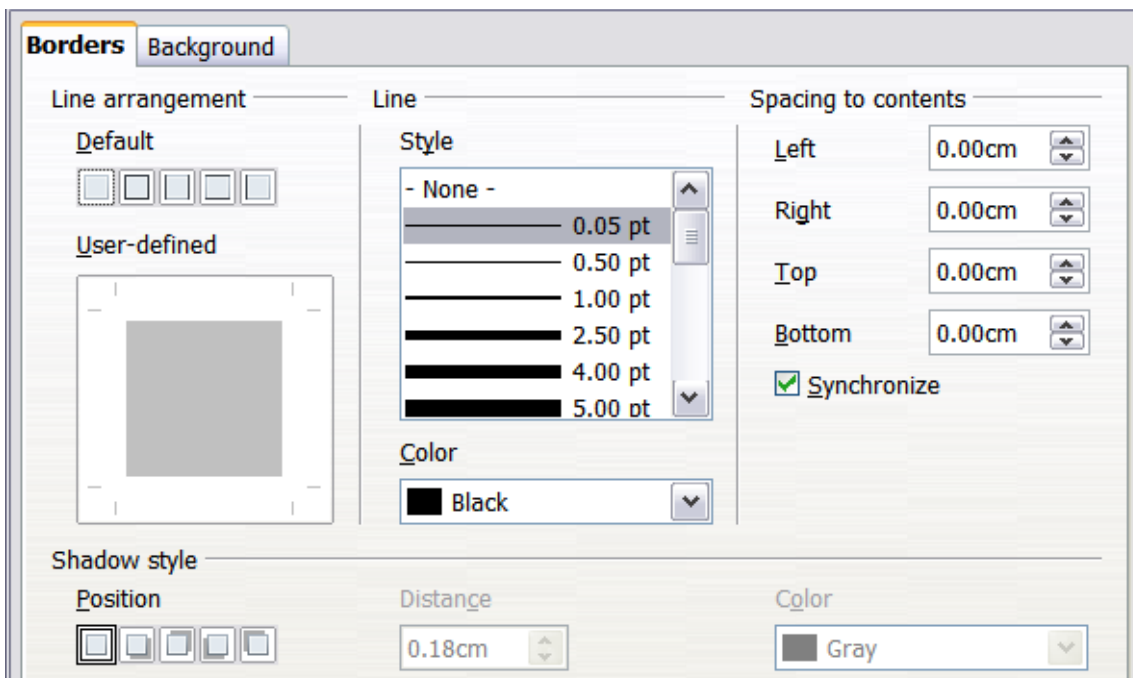 Borders Background
Line arrangement
Default
User-defined
Line
Style
- None -
0.05 pt
0.50 pt
1.00 pt
2.50 pt
4.00 pt
5.00 pt
Color
Black
Spacing to contents
Left 0.00cm
Right 0.00cm
Top 0.00cm
Bottom 0.00cm
Synchronize
Shadow style
Position
Distance
0.18cm
Color
Gray